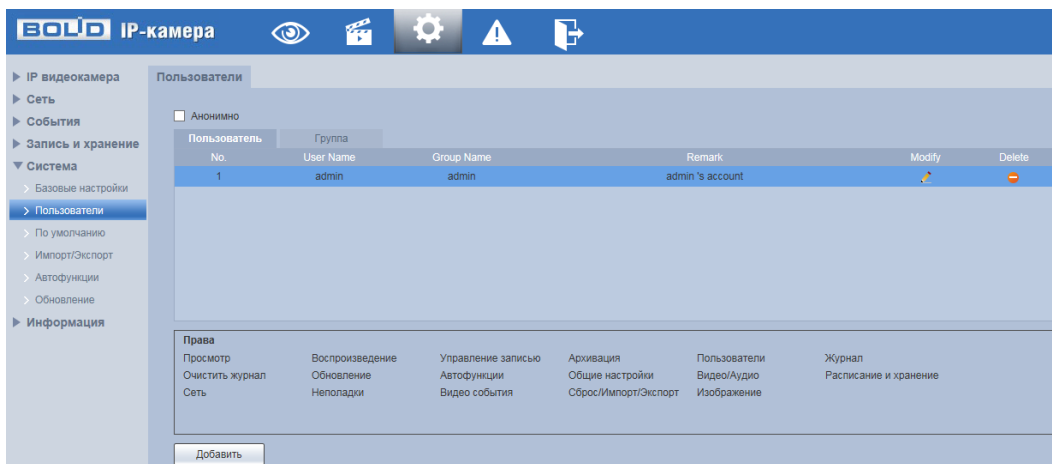 BOLID IP-камера
IP видеокамера
Сеть
События
Запись и хранение
Система
Базовые настройки
Пользователи
По умолчанию
Импорт/Экспорт
Автофункции
Обновление
Информация
Пользователи
Анонимно
Пользователь Группа
No. User Name Group Name Remark Modify Delete
1 admin admin admin 's account
Права
Просмотр Воспроизведение Управление записью Архивация Пользователи Журнал
Очистить журнал Обновление Автофункции Общие настройки Видео/Аудио Расписание и хранение
Сеть Неполадки Видео события Сброс/Импорт/Экспорт Изображение
Добавить